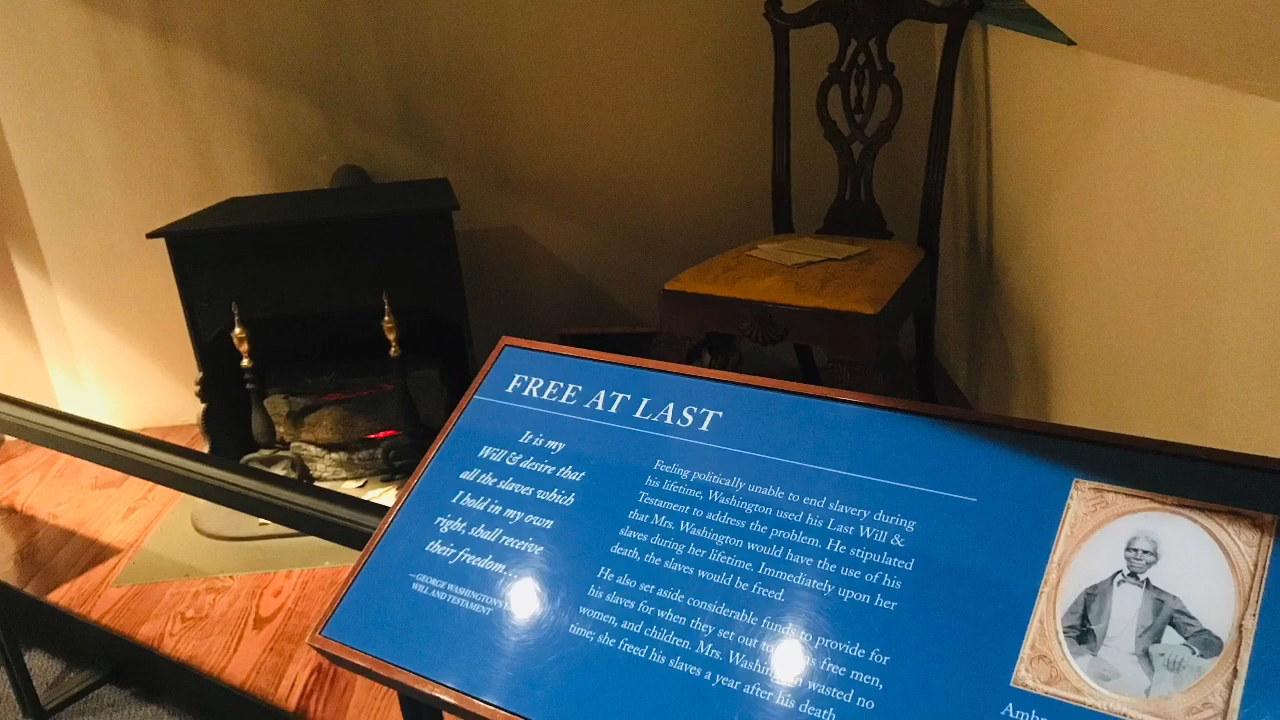 FREE AT LAST
It is my
Will & desire that
all the slaves which
I hold in my own
right, shall receive
their freedom...
—GEORGE WASHINGTON'S
WILL AND TESTAMENT
Feeling politically unable to end slavery during
his lifetime, Washington used his Last Will &
Testament to address the problem. He stipulated
that Mrs. Washington would have the use of his
slaves during her lifetime. Immediately upon her
death, the slaves would be freed.
He also set aside considerable funds to provide for
his slaves for when they set out to as free men,
women, and children. Mrs. Washington wasted no
time; she freed his slaves a year after his death
Ambr